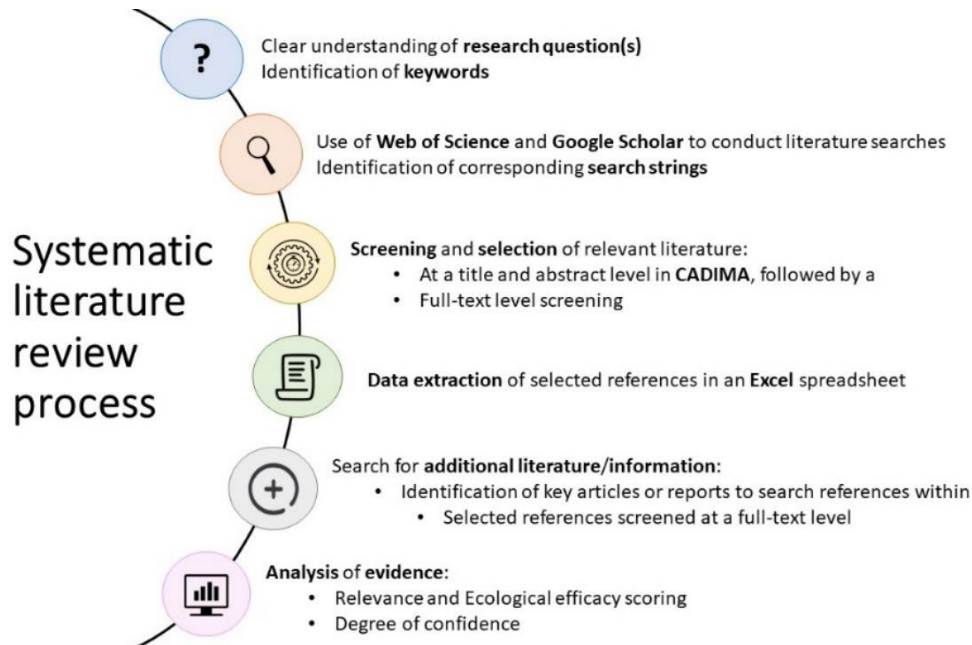 Systematic
literature
review
process
?
Clear understanding of research question(s)
Identification of keywords
Use of Web of Science and Google Scholar to conduct literature searches
Identification of corresponding search strings
Screening and selection of relevant literature:
• At a title and abstract level in CADIMA, followed by a
• Full-text level screening
Data extraction of selected references in an Excel spreadsheet
Search for additional literature/information:
• Identification of key articles or reports to search references within
• Selected references screened at a full-text level
Analysis of evidence:
• Relevance and Ecological efficacy scoring
• Degree of confidence